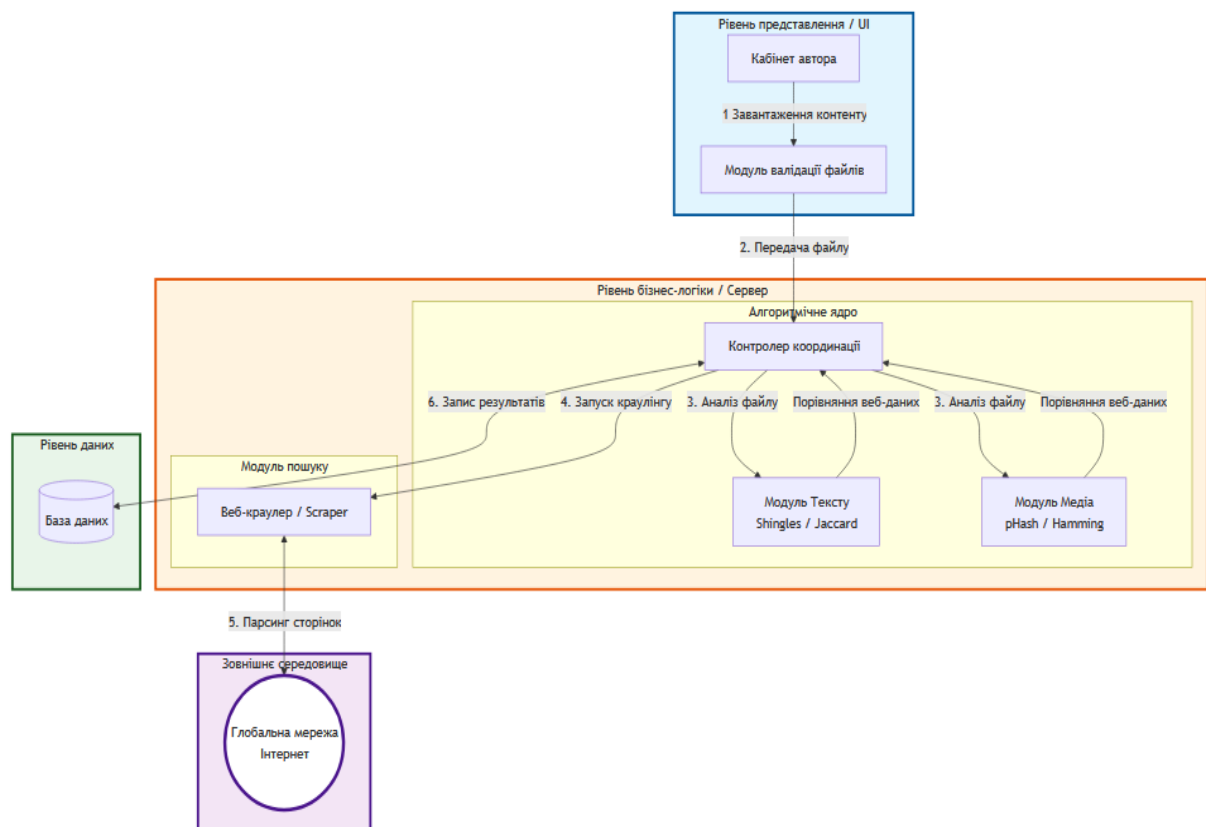 Рівень представлення / UI
Кабінет автора
1 Завантаження контенту
Модуль валідації файлів
2. Передача файлу
Рівень бізнес-логіки / Сервер
Алгоритмічне ядро
Контролер координації
6. Запис результатів
4. Запуск краулінгу
3. Аналіз файлу
Порівняння веб-даних
3. Аналіз файлу
Порівняння веб-даних
Рівень даних
База даних
Модуль пошуку
Веб-краулер / Scraper
Модуль Тексту
Shingles / Jaccard
Модуль Медіа
pHash / Hamming
5. Парсинг сторінок
Зовнішнє середовище
Глобальна мережа
Інтернет